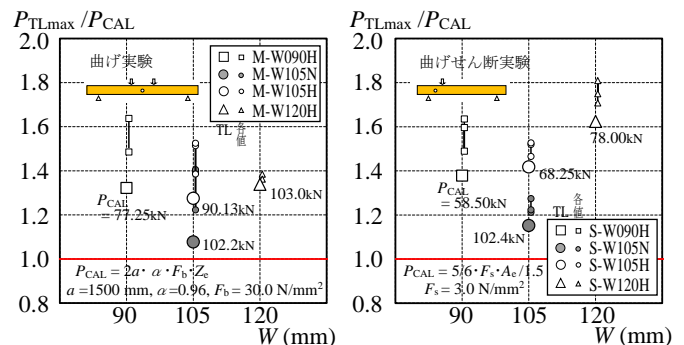 P_TLmax /P_CAL
2.0
1.8
1.6
1.4
1.2
1.0
0.8
曲げ実験
M-W090H
M-W105N
M-W105H
M-W120H
TL 各値
P_CAL
= 77.25kN
90.13kN
102.2kN
103.0kN
P_CAL = 2a・α・F_b・Z_e
a =1500 mm, α=0.96, F_b = 30.0 N/mm²
90 105 120
W (mm)
P_TLmax /P_CAL
2.0
1.8
1.6
1.4
1.2
1.0
0.8
曲げせん断実験
78.00kN
68.25kN
P_CAL
= 58.50kN
102.4kN
TL 各値
S-W090H
S-W105N
S-W105H
S-W120H
P_CAL = 5/6・F_s・A_e/1.5
F_s = 3.0 N/mm²
90 105 120
W (mm)